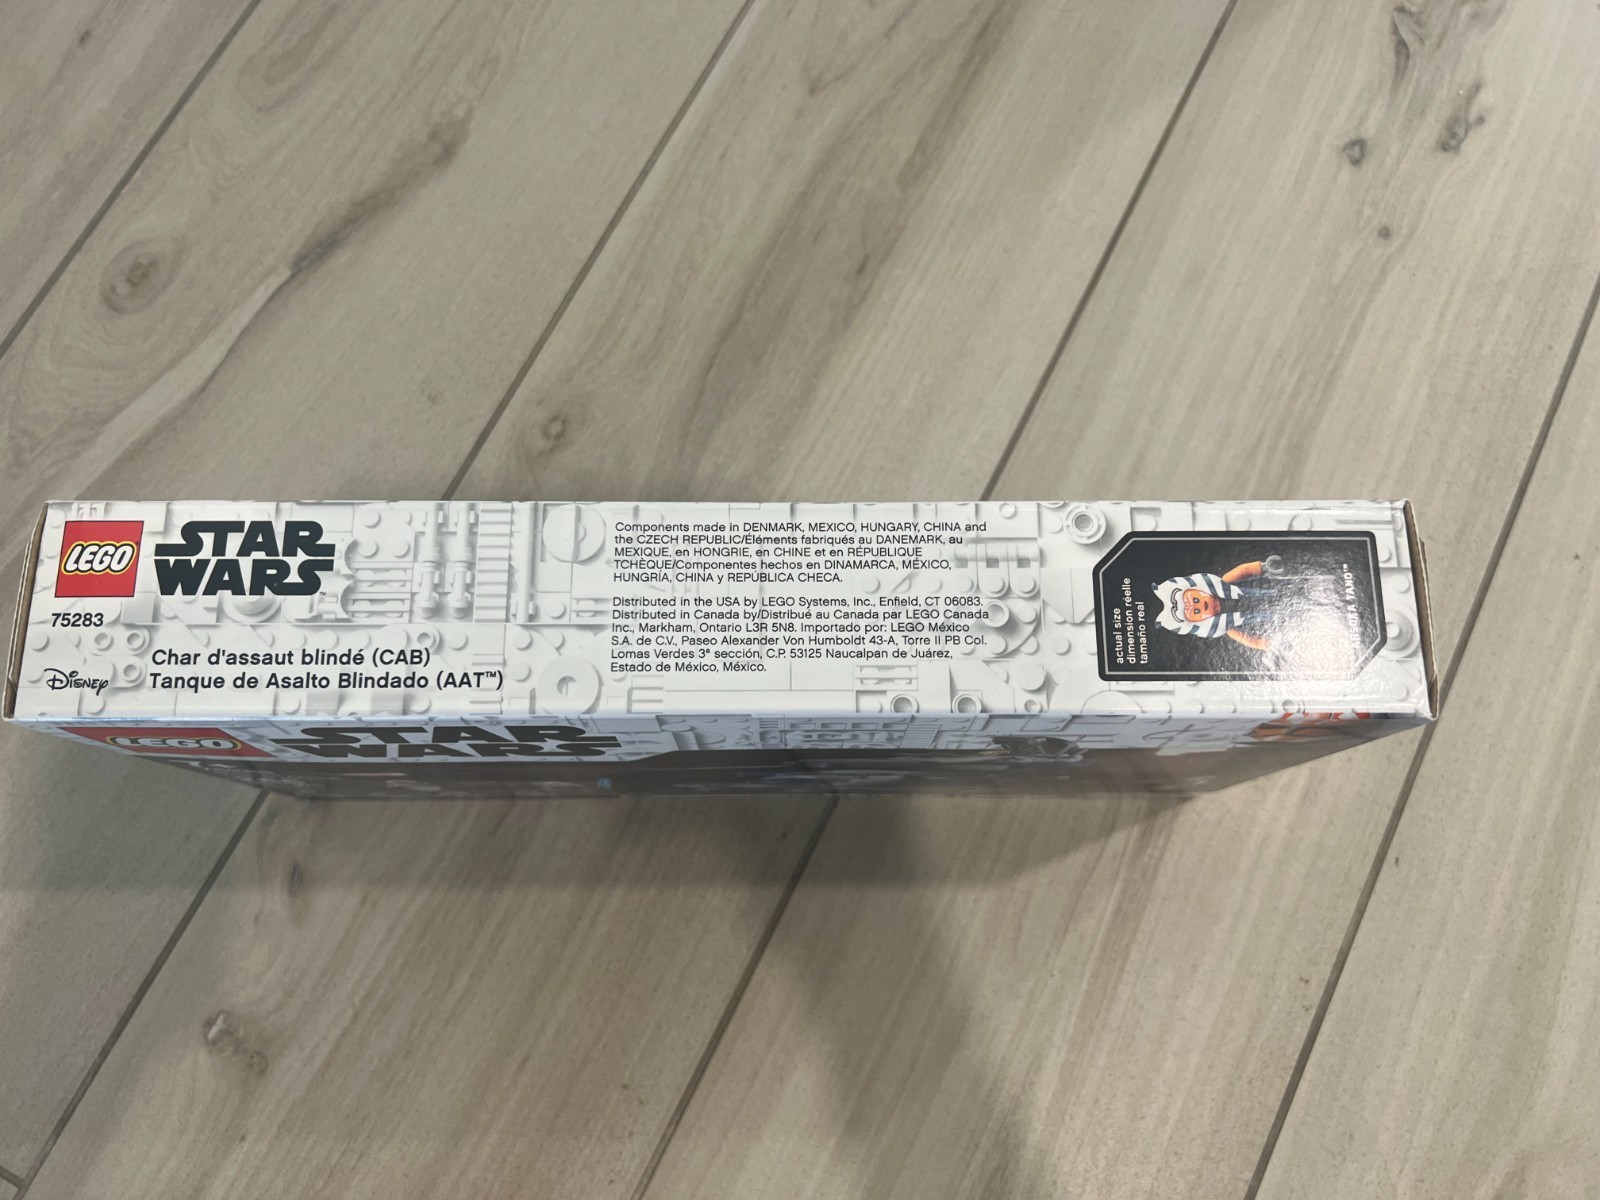 LEGO
STAR
WARS™
75283
Disney
Char d'assaut blindé (CAB)
Tanque de Asalto Blindado (AAT™)
Components made in DENMARK, MEXICO, HUNGARY, CHINA and
the CZECH REPUBLIC/Éléments fabriqués au DANEMARK, au
MEXIQUE, en HONGRIE, en CHINE et en RÉPUBLIQUE
TCHÈQUE/Componentes hechos en DINAMARCA, MÉXICO,
HUNGRÍA, CHINA y REPÚBLICA CHECA.
Distributed in the USA by LEGO Systems, Inc., Enfield, CT 06083.
Distributed in Canada by/Distribué au Canada par LEGO Canada
Inc., Markham, Ontario L3R 5N8. Importado por: LEGO México
S.A. de C.V., Paseo Alexander Von Humboldt 43-A, Torre II PB Col.
Lomas Verdes 3ª sección, C.P. 53125 Naucalpan de Juárez,
Estado de México, México.
actual size
dimension réelle
tamaño real
TANO™
LEGO
STAR
WARS